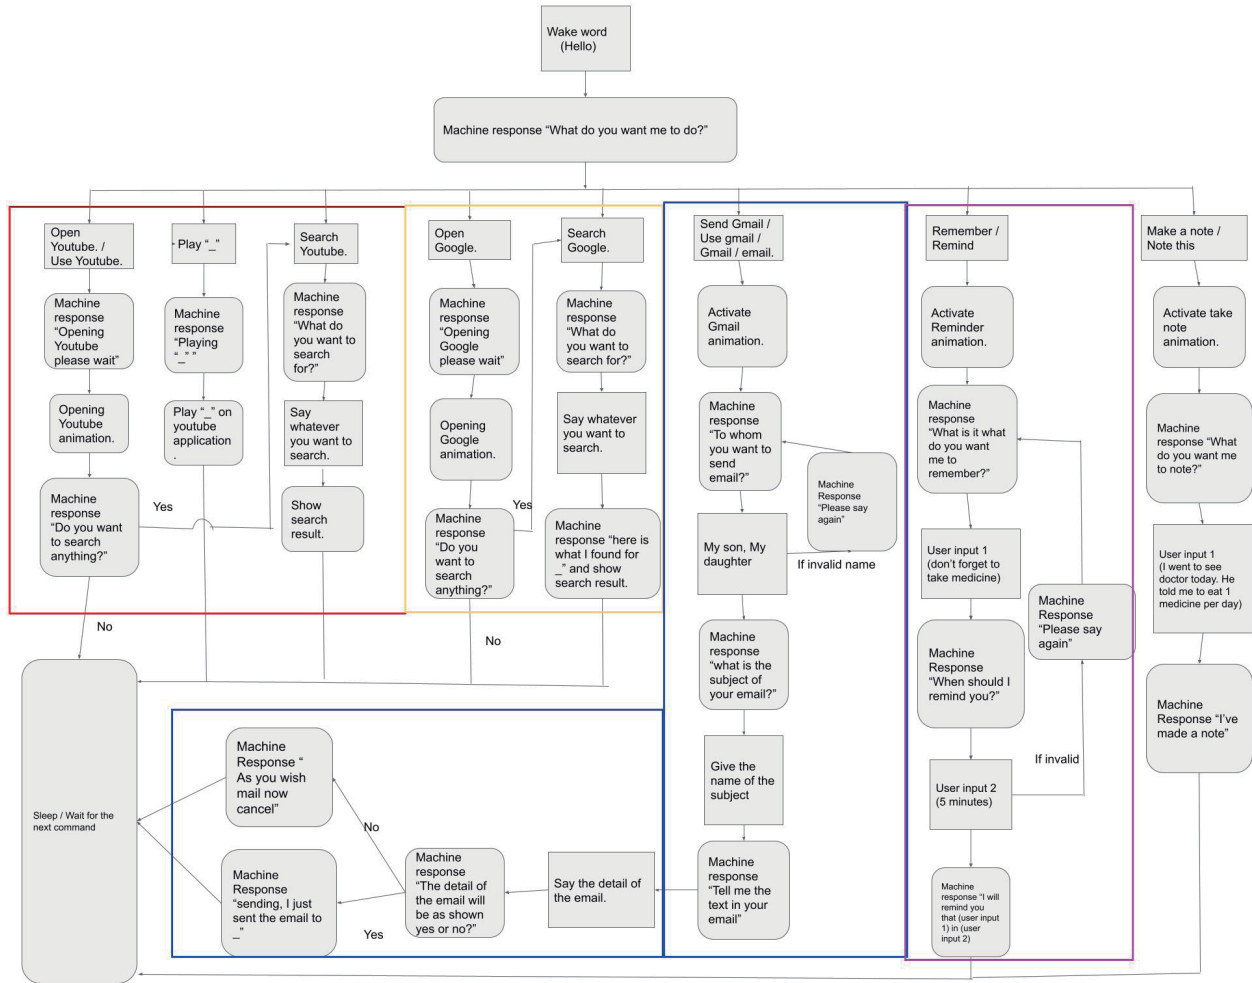 Wake word
(Hello)
Machine response “What do you want me to do?”
Open
Youtube. /
Use Youtube.
Machine
response
“Opening
Youtube
please wait”
Opening
Youtube
animation.
Machine
response
“Do you want
to search
anything?”
Yes
No
Play “_”
Machine
response
“Playing
“_” ”
Play “_” on
youtube
application
.
Search
Youtube.
Machine
response
“What do
you want to
search
for?”
Say
whatever
you want to
search.
Show
search
result.
Open
Google.
Machine
response
“Opening
Google
please wait”
Opening
Google
animation.
Machine
response
“Do you
want to
search
anything?”
Yes
No
Search
Google.
Machine
response
“What do
you want to
search for?”
Say whatever
you want to
search.
Machine
response “here is
what I found for
_” and show
search result.
Send Gmail /
Use gmail /
Gmail / email.
Activate
Gmail
animation.
Machine
response
“To whom
you want to
send
email?”
Machine
Response
“Please say
again”
My son, My
daughter
If invalid name
Machine
response
“what is the
subject of
your email?”
Give the
name of the
subject
Machine
response
“Tell me the
text in your
email”
Say the detail
of the email.
Machine
response
“The detail of
the email will
be as shown
yes or no?”
No
Yes
Machine
Response “
As you wish
mail now
cancel”
Machine
Response
“sending, I just
sent the email to
_”
Remember /
Remind
Activate
Reminder
animation.
Machine
response
“What is it what
do you want
me to
remember?”
User input 1
(don’t forget to
take medicine)
Machine
Response
“Please say
again”
Machine
Response
“When should I
remind you?”
If invalid
User input 2
(5 minutes)
Machine
response “I will
remind you
that (user input
1) in (user
input 2)
Make a note /
Note this
Activate take
note
animation.
Machine
response “What
do you want
me to note?”
User input 1
(I went to see
doctor today. He
told me to eat 1
medicine per day)
Machine
Response “I’ve
made a note”
Sleep / Wait for the
next command